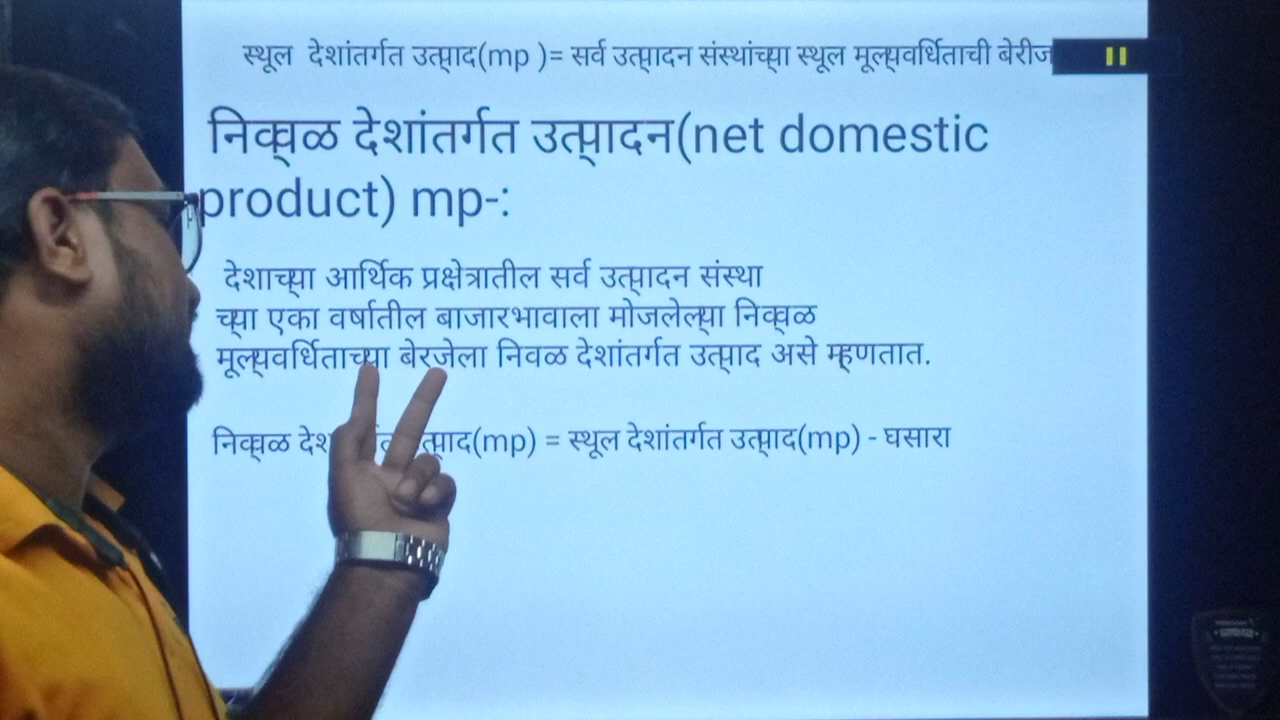 स्थूल देशांतर्गत उत्पाद(mp )= सर्व उत्पादन संस्थांच्या स्थूल मूल्यवर्धिताची बेरीज
निव्वळ देशांतर्गत उत्पादन(net domestic
product) mp-:
देशाच्या आर्थिक प्रक्षेत्रातील सर्व उत्पादन संस्था
च्या एका वर्षातील बाजारभावाला मोजलेल्या निव्वळ
मूल्यवर्धिताच्या बेरजेला निवळ देशांतर्गत उत्पाद असे म्हणतात.
निव्वळ (mp) = स्थूल देशांतर्गत उत्पाद(mp) - घसारा